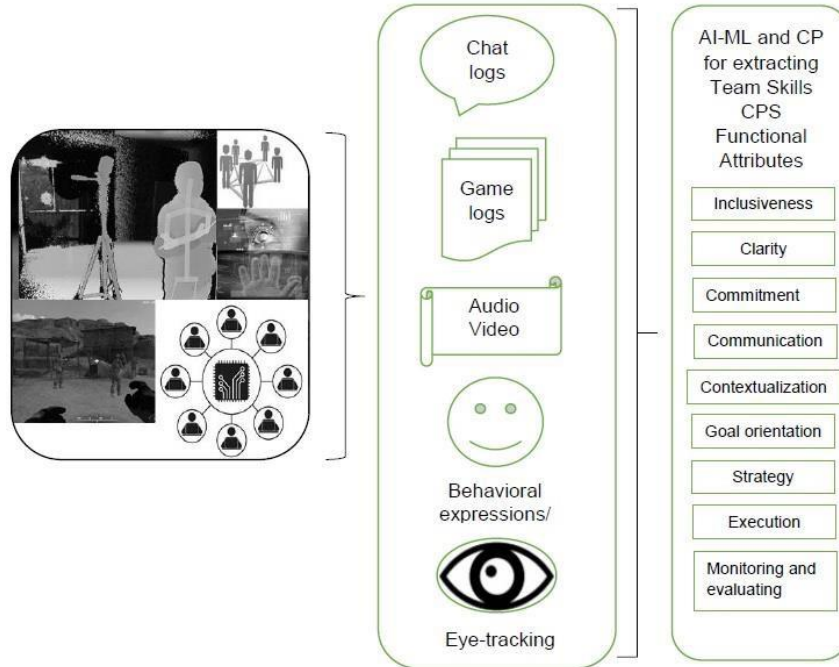 Chat
logs
Game
logs
Audio
Video
Behavioral
expressions/
Eye-tracking
AI-ML and CP
for extracting
Team Skills
CPS
Functional
Attributes
Inclusiveness
Clarity
Commitment
Communication
Contextualization
Goal orientation
Strategy
Execution
Monitoring and
evaluating